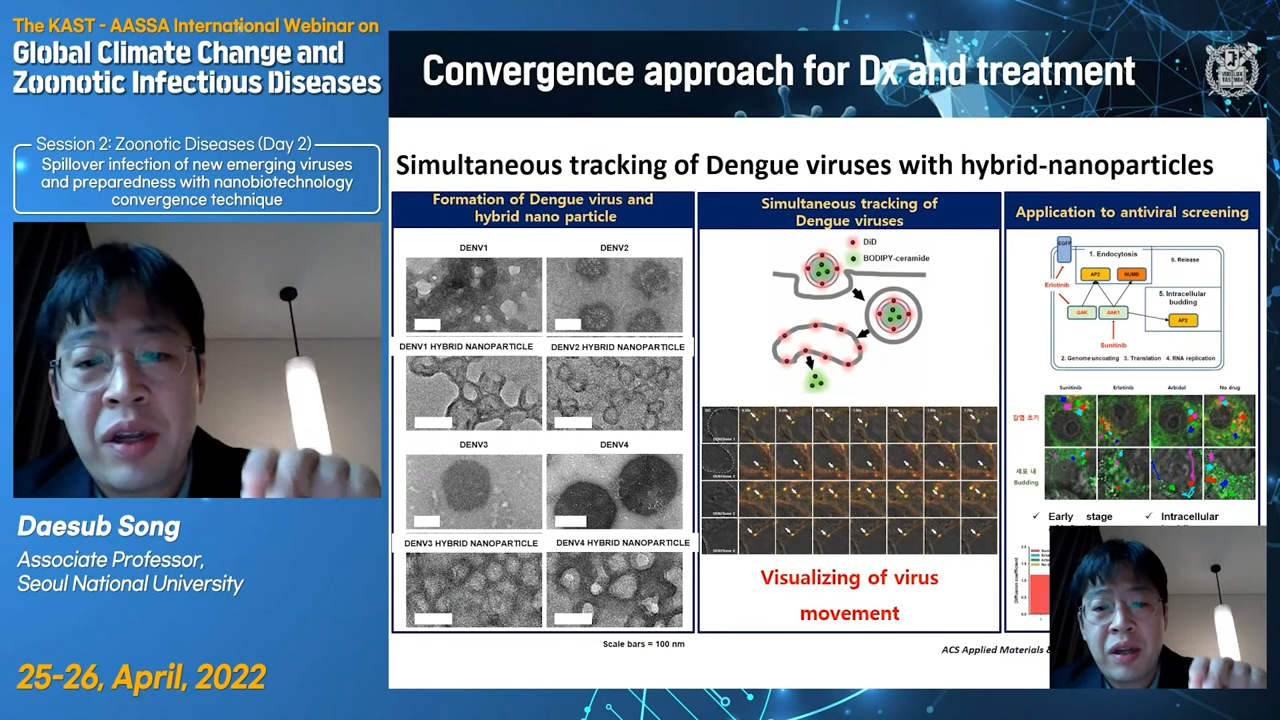 The KAST - AASSA International Webinar on
Global Climate Change and
Zoonotic Infectious Diseases
Session 2: Zoonotic Diseases (Day 2)
Spillover infection of new emerging viruses
and preparedness with nanobiotechnology
convergence technique
Daesub Song
Associate Professor,
Seoul National University
25-26, April, 2022
Convergence approach for Dx and treatment
Simultaneous tracking of Dengue viruses with hybrid-nanoparticles
Formation of Dengue virus and
hybrid nano particle
DENV1
DENV2
DENV1 HYBRID NANOPARTICLE
DENV2 HYBRID NANOPARTICLE
DENV3
DENV4
DENV3 HYBRID NANOPARTICLE
DENV4 HYBRID NANOPARTICLE
Scale bars = 100 nm
Simultaneous tracking of
Dengue viruses
DiD
BODIPY-ceramide
Visualizing of virus
movement
Application to antiviral screening
1. Endocytosis
6. Release
AP2
NUMB
Erlotinib
5. Intracellular
budding
GAK
AAK1
AP2
Sunitinib
2. Genome uncoating 3. Translation 4. RNA replication
Sunitinib
Erlotinib
Arbidol
No drug
감염 초기
세포 내
Budding
✓ Early stage
✓ Intracellular
Diffusion coefficient
ACS Applied Materials &